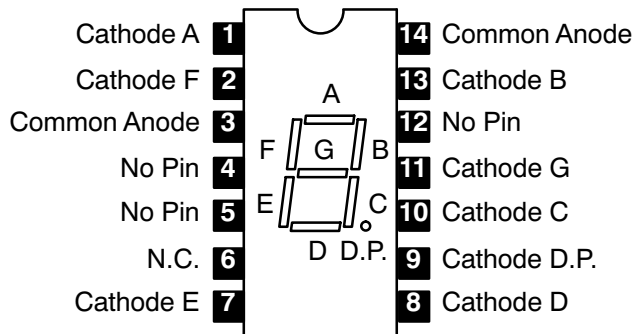 Cathode A 1 14 Common Anode
Cathode F 2 13 Cathode B
A
Common Anode 3 12 No Pin
F G B
No Pin 4 11 Cathode G
E C
No Pin 5 10 Cathode C
D D.P.
N.C. 6 9 Cathode D.P.
Cathode E 7 8 Cathode D